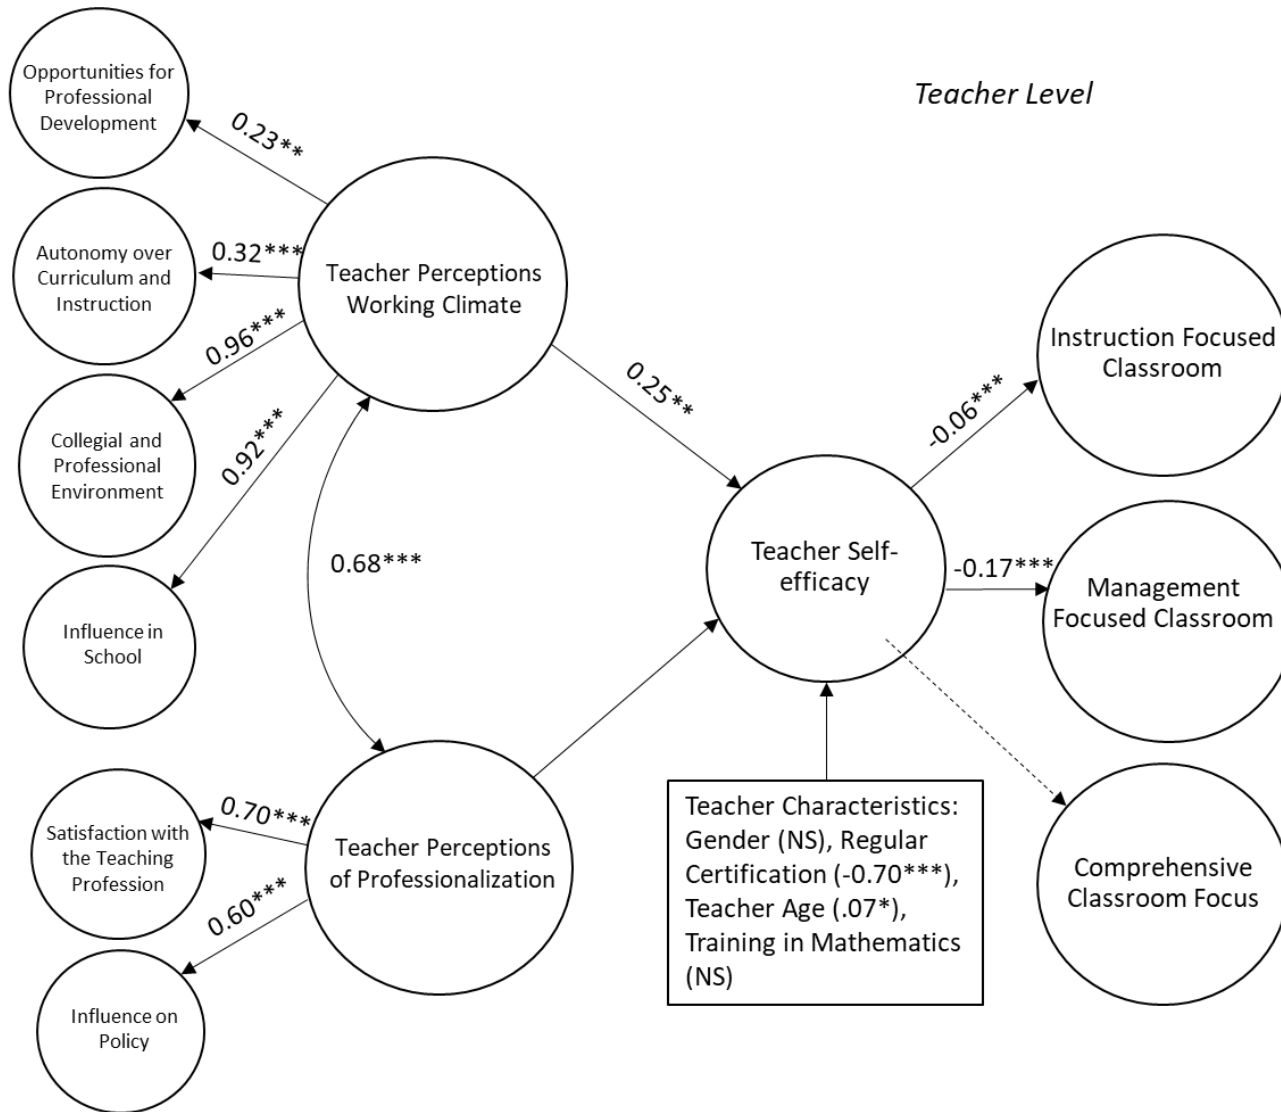 Teacher Level
Opportunities for
Professional
Development
0.23**
Autonomy over
Curriculum and
Instruction
0.32***
Teacher Perceptions
Working Climate
0.96***
Collegial and
Professional
Environment
0.92***
Influence in
School
0.25**
0.68***
Instruction Focused
Classroom
-0.06***
Teacher Self-
efficacy
-0.17***
Management
Focused Classroom
Satisfaction with
the Teaching
Profession
0.70***
Teacher Perceptions
of Professionalization
0.60***
Influence on
Policy
Teacher Characteristics:
Gender (NS), Regular
Certification (-0.70***),
Teacher Age (.07*),
Training in Mathematics
(NS)
Comprehensive
Classroom Focus